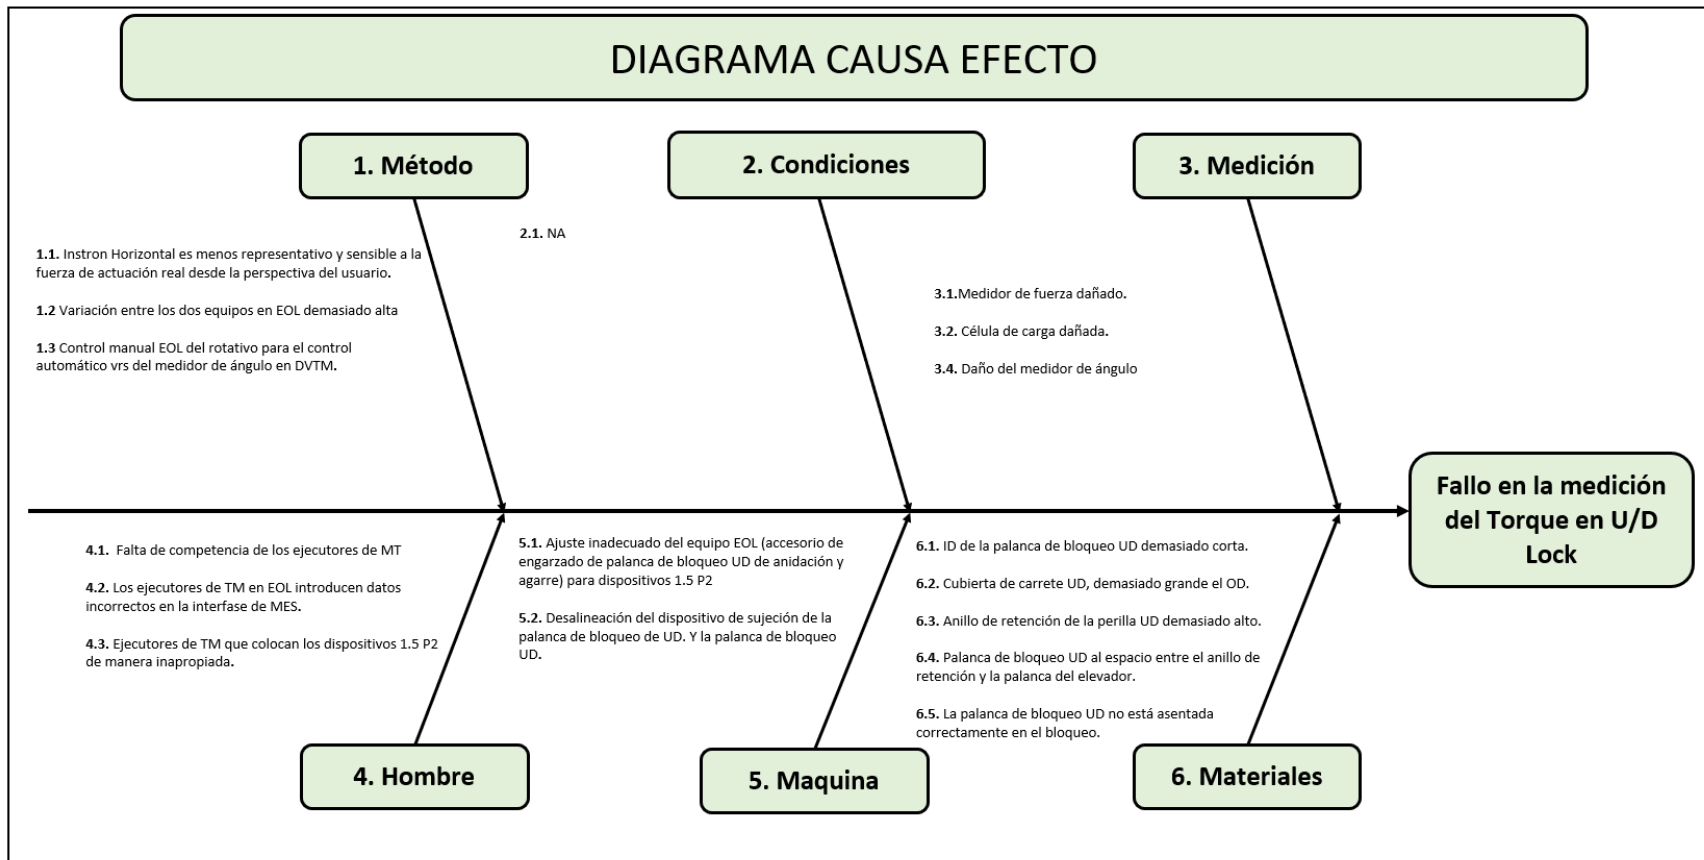 DIAGRAMA CAUSA EFECTO
1. Método
2. Condiciones
3. Medición
1.1. Instron Horizontal es menos representativo y sensible a la
fuerza de actuación real desde la perspectiva del usuario.
1.2 Variación entre los dos equipos en EOL demasiado alta
1.3 Control manual EOL del rotativo para el control
automático vrs del medidor de ángulo en DVTM.
2.1. NA
3.1.Medidor de fuerza dañado.
3.2. Célula de carga dañada.
3.4. Daño del medidor de ángulo
Fallo en la medición
del Torque en U/D
Lock
4.1. Falta de competencia de los ejecutores de MT
4.2. Los ejecutores de TM en EOL introducen datos
incorrectos en la interfase de MES.
4.3. Ejecutores de TM que colocan los dispositivos 1.5 P2
de manera inapropiada.
5.1. Ajuste inadecuado del equipo EOL (accesorio de
engarzado de palanca de bloqueo UD de anidación y
agarre) para dispositivos 1.5 P2
5.2. Desalineación del dispositivo de sujeción de la
palanca de bloqueo de UD. Y la palanca de bloqueo
UD.
6.1. ID de la palanca de bloqueo UD demasiado corta.
6.2. Cubierta de carrete UD, demasiado grande el OD.
6.3. Anillo de retención de la perilla UD demasiado alto.
6.4. Palanca de bloqueo UD al espacio entre el anillo de
retención y la palanca del elevador.
6.5. La palanca de bloqueo UD no está asentada
correctamente en el bloqueo.
4. Hombre
5. Maquina
6. Materiales